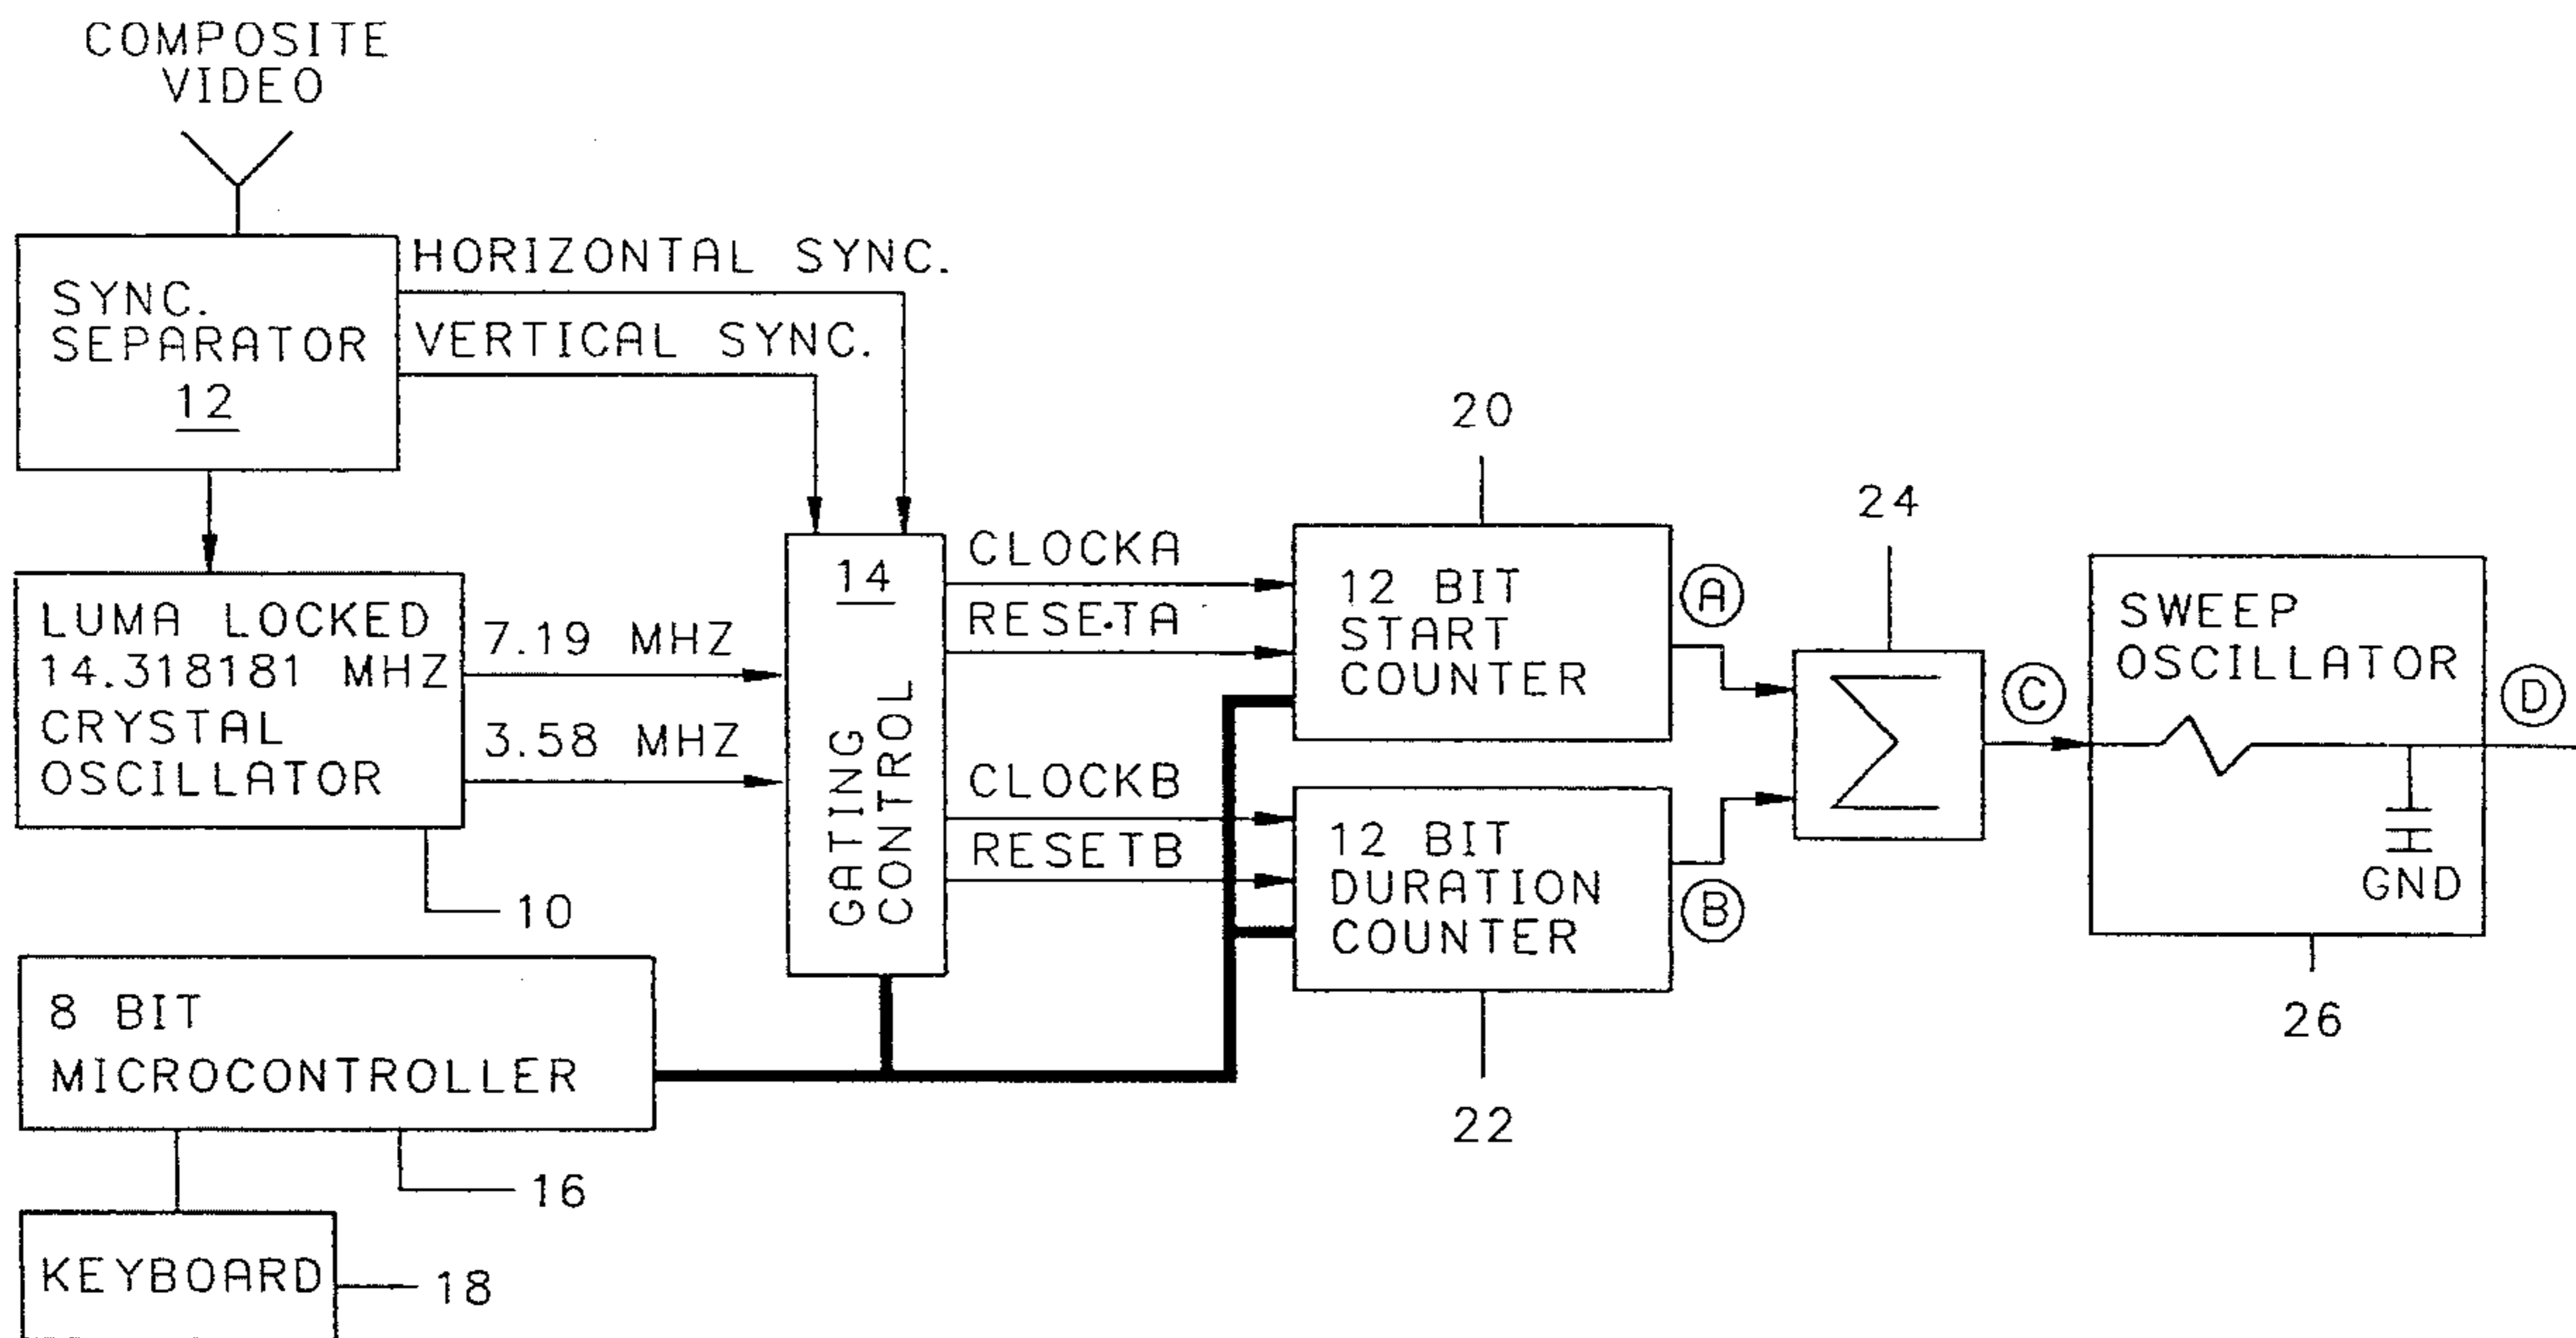 COMPOSITE
VIDEO
HORIZONTAL SYNC.
SYNC.
SEPARATOR
12
VERTICAL SYNC.
LUMA LOCKED
14.318181 MHZ
CRYSTAL
OSCILLATOR
10
7.19 MHZ
3.58 MHZ
14
GATING
CONTROL
CLOCKA
RESETA
CLOCKB
RESETB
20
12 BIT
START
COUNTER
A
12 BIT
DURATION
COUNTER
B
22
24
Σ
C
SWEEP
OSCILLATOR
D
GND
26
8 BIT
MICROCONTROLLER
16
KEYBOARD
18